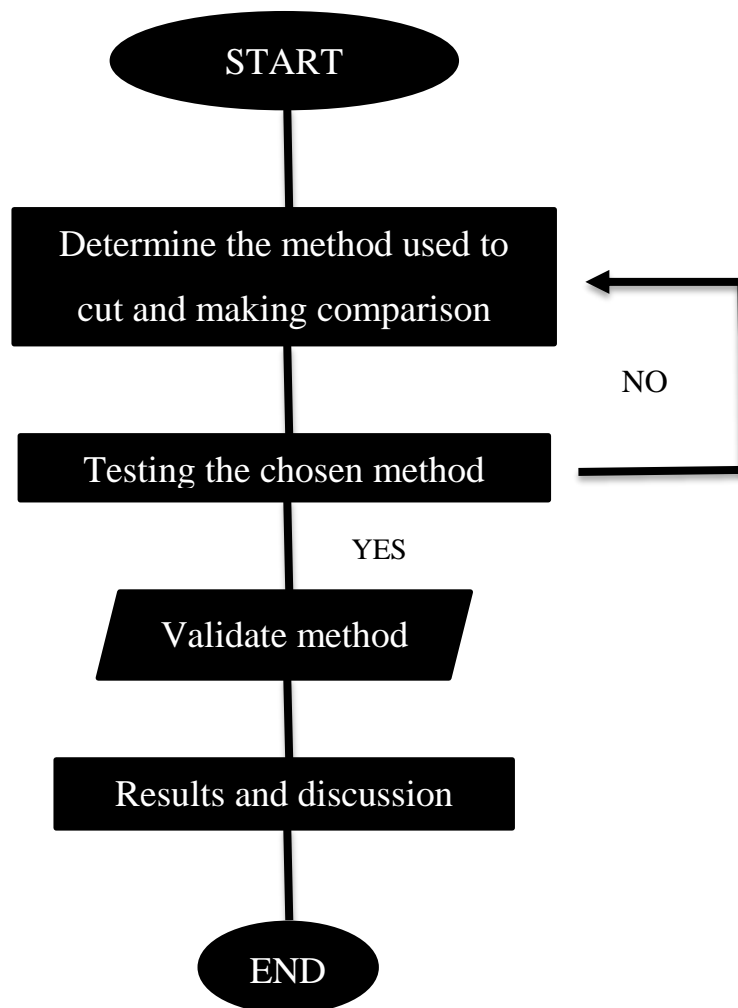 START
Determine the method used to
cut and making comparison
NO
Testing the chosen method
YES
Validate method
Results and discussion
END